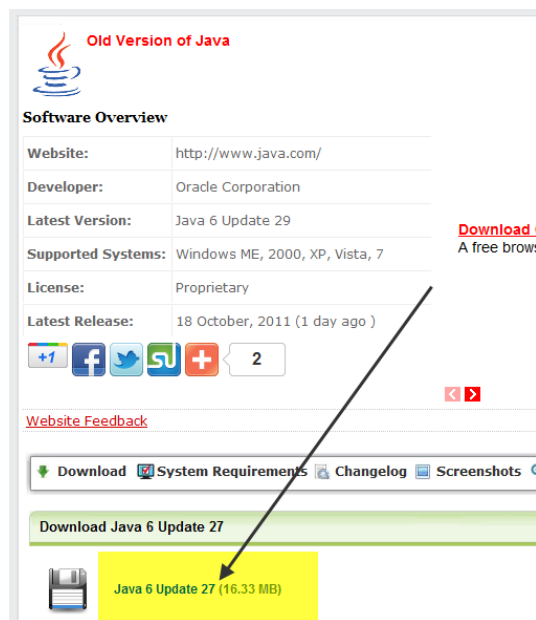 Old Version of Java
Software Overview
Website: http://www.java.com/
Developer: Oracle Corporation
Latest Version: Java 6 Update 29
Supported Systems: Windows ME, 2000, XP, Vista, 7
License: Proprietary
Latest Release: 18 October, 2011 (1 day ago )
Download
A free brows
+1 2
Website Feedback
Download System Requirements Changelog Screenshots
Download Java 6 Update 27
Java 6 Update 27 (16.33 MB)